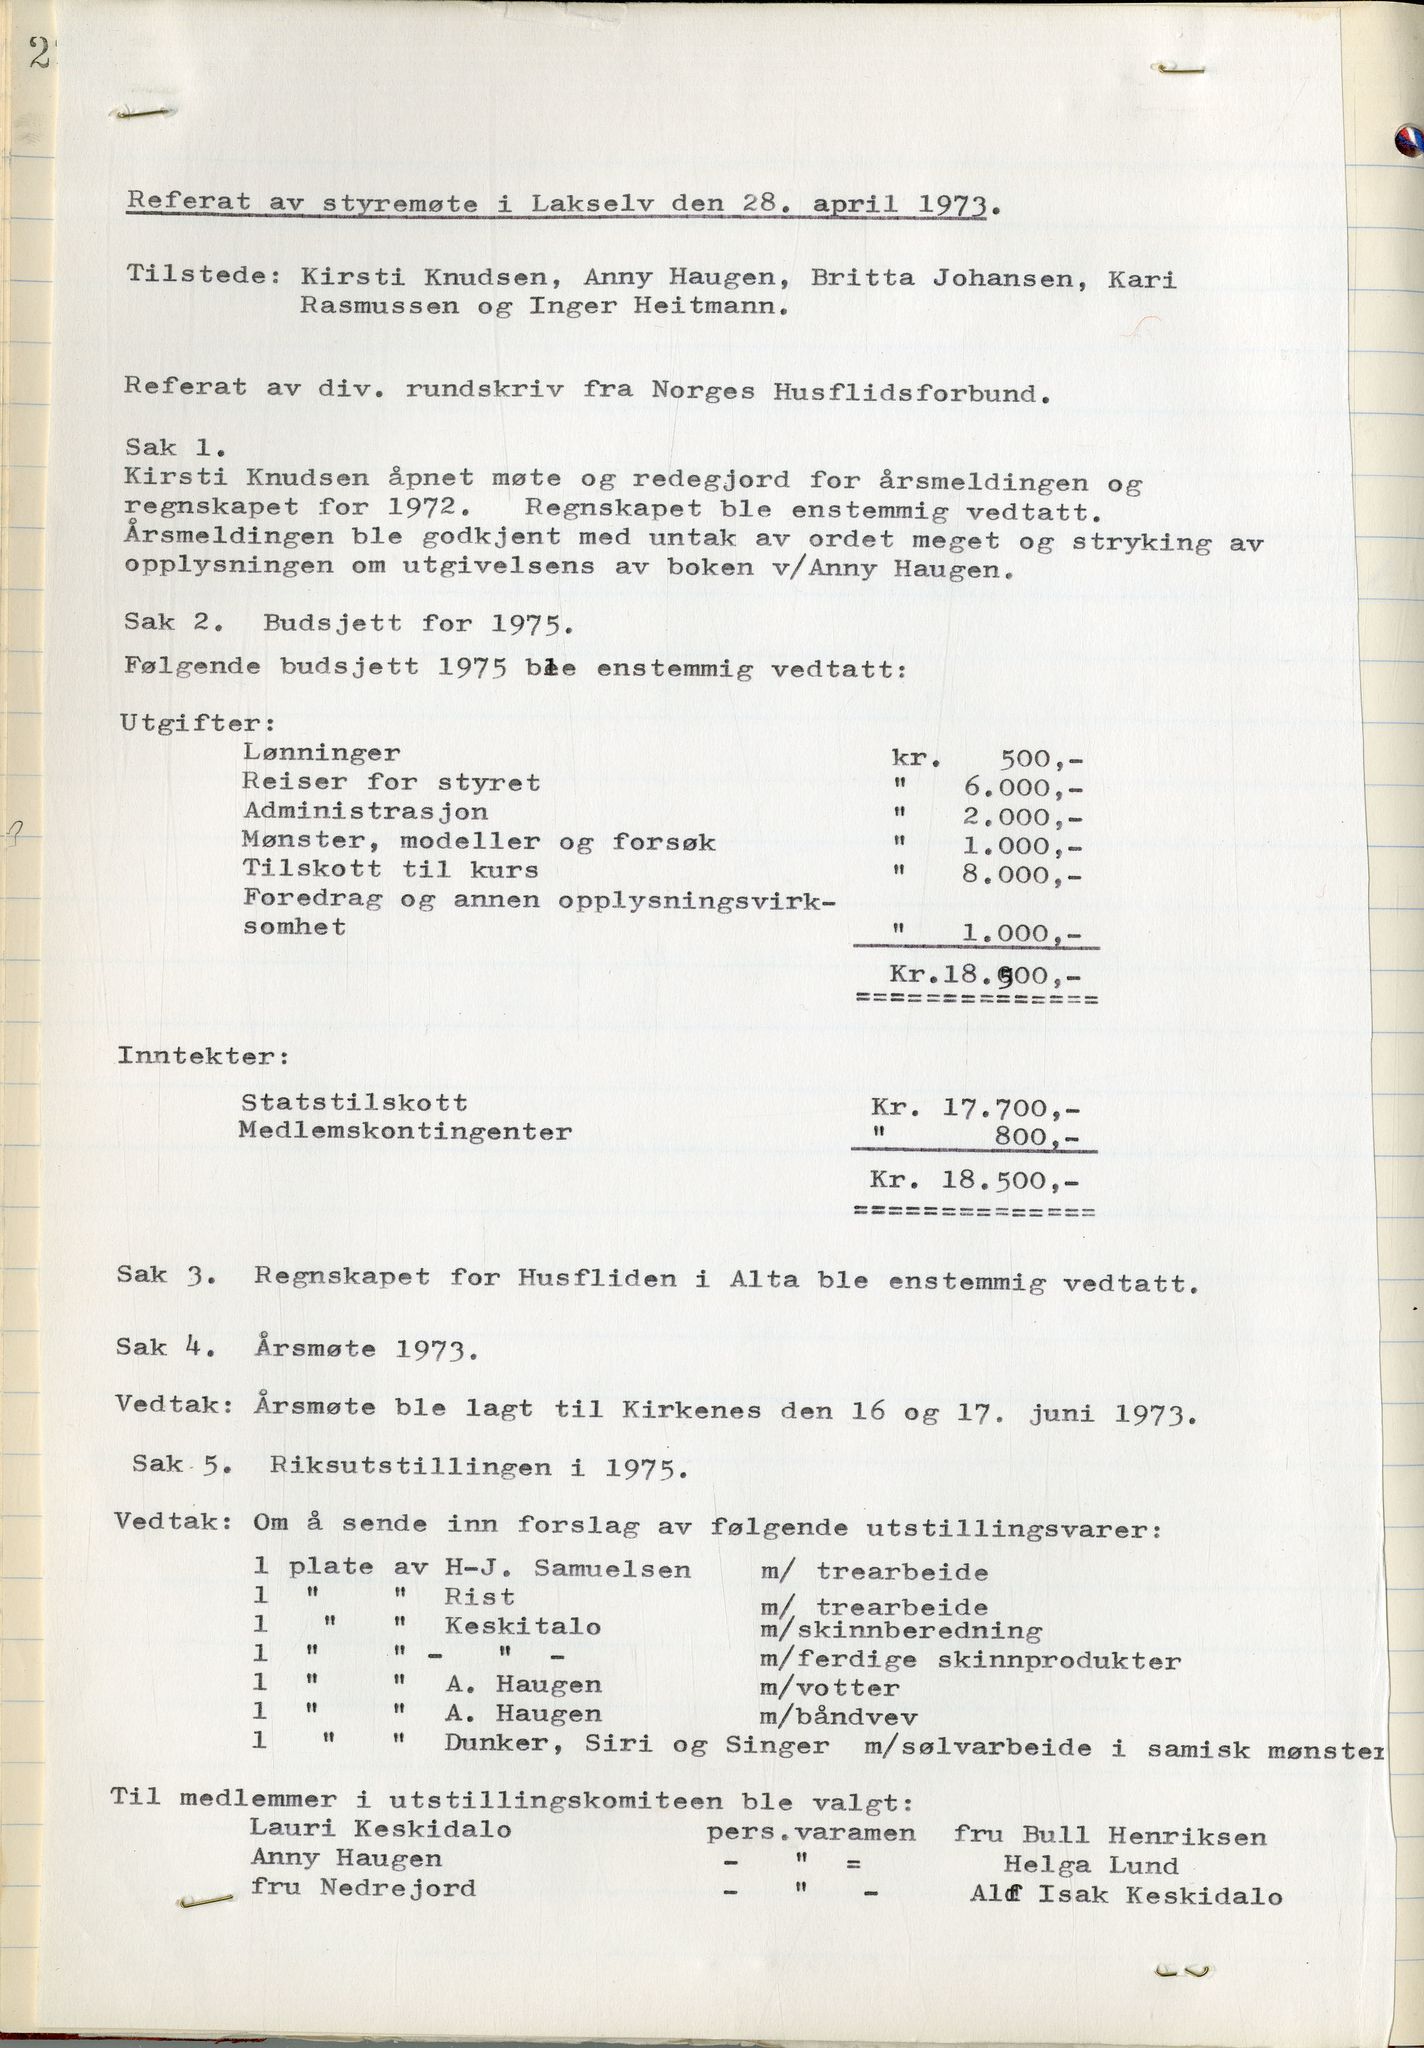 2
Referat av styremøte i Lakselv den 28. april 1973.
Tilstede: Kirsti Knudsen, Anny Haugen, Britta Johansen, Kari
Rasmussen og Inger Heitmann.
Referat av div. rundskriv fra Norges Husflidsforbund.
Sak 1.
Kirsti Knudsen åpnet møte og redegjord for årsmeldingen og
regnskapet for 1972. Regnskapet ble enstemmig vedtatt.
Årsmeldingen ble godkjent med untak av ordet meget og stryking av
opplysningen om utgivelsens av boken v/Anny Haugen.
Sak 2. Budsjett for 1975.
Følgende budsjett 1975 ble enstemmig vedtatt:
Utgifter:
Lønninger kr. 500,-
Reiser for styret " 6.000,-
Administrasjon " 2.000,-
Mønster, modeller og forsøk " 1.000,-
Tilskott til kurs " 8.000,-
Foredrag og annen opplysningsvirk-
somhet " 1.000,-
Kr.18.500,-
==============
Inntekter:
Statstilskott Kr. 17.700,-
Medlemskontingenter " 800,-
Kr. 18.500,-
==============
Sak 3. Regnskapet for Husfliden i Alta ble enstemmig vedtatt.
Sak 4. Årsmøte 1973.
Vedtak: Årsmøte ble lagt til Kirkenes den 16 og 17. juni 1973.
Sak 5. Riksutstillingen i 1975.
Vedtak: Om å sende inn forslag av følgende utstillingsvarer:
1 plate av H-J. Samuelsen m/ trearbeide
1 " " Rist m/ trearbeide
1 " " Keskitalo m/skinnberedning
1 " " - " - m/ferdige skinnprodukter
1 " " A. Haugen m/votter
1 " " A. Haugen m/båndvev
1 " " Dunker, Siri og Singer m/sølvarbeide i samisk mønster
Til medlemmer i utstillingskomiteen ble valgt:
Lauri Keskidalo pers.varamen fru Bull Henriksen
Anny Haugen - " = Helga Lund
fru Nedrejord - " - Alf Isak Keskidalo